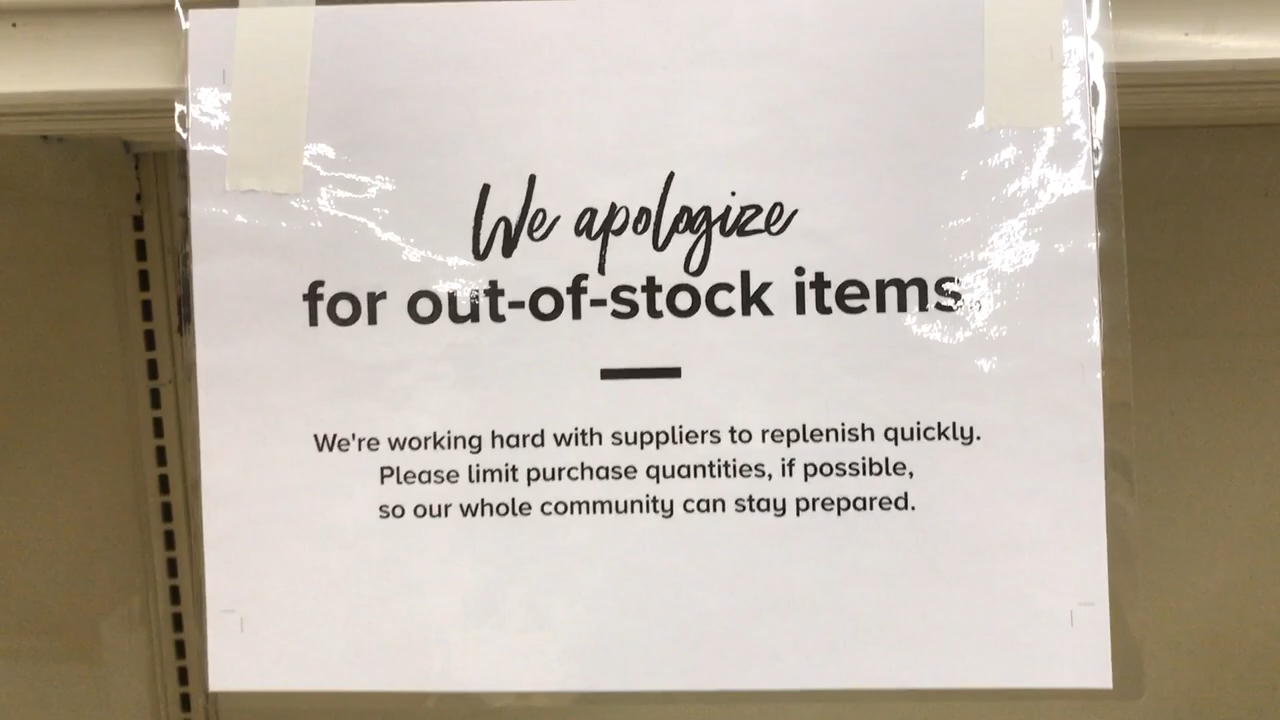 We apologize
for out-of-stock items.
We're working hard with suppliers to replenish quickly.
Please limit purchase quantities, if possible,
so our whole community can stay prepared.